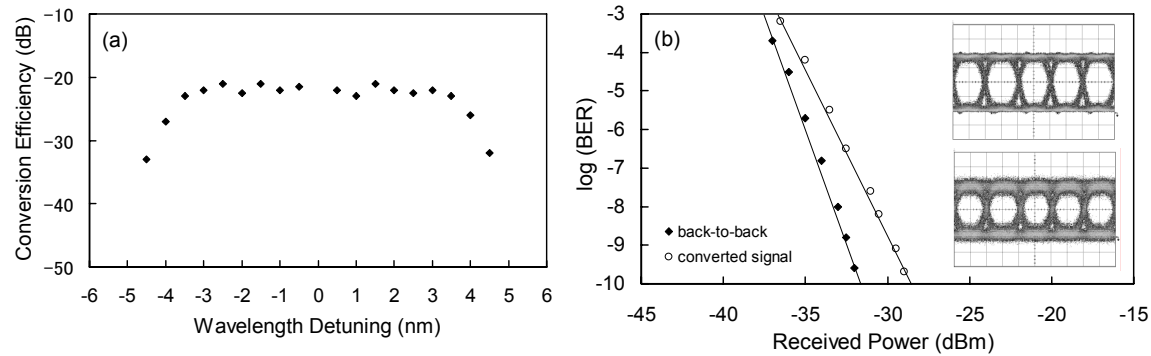 (a)
Conversion Efficiency (dB)
−10
−20
−30
−40
−50
-6 -5 -4 -3 -2 -1 0 1 2 3 4 5 6
Wavelength Detuning (nm)
(b)
log (BER)
-3
-4
-5
-6
-7
-8
-9
-10
back-to-back
converted signal
-45 -40 -35 -30 -25 -20 -15
Received Power (dBm)